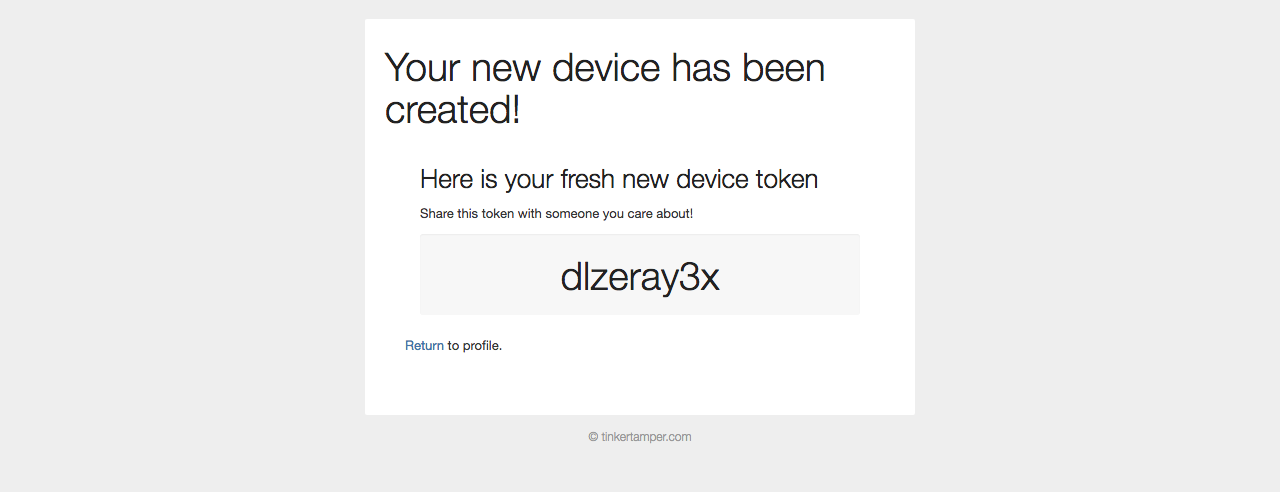 Your new device has been
created!
Here is your fresh new device token
Share this token with someone you care about!
dlzeray3x
Return to profile.
© tinkertamper.com